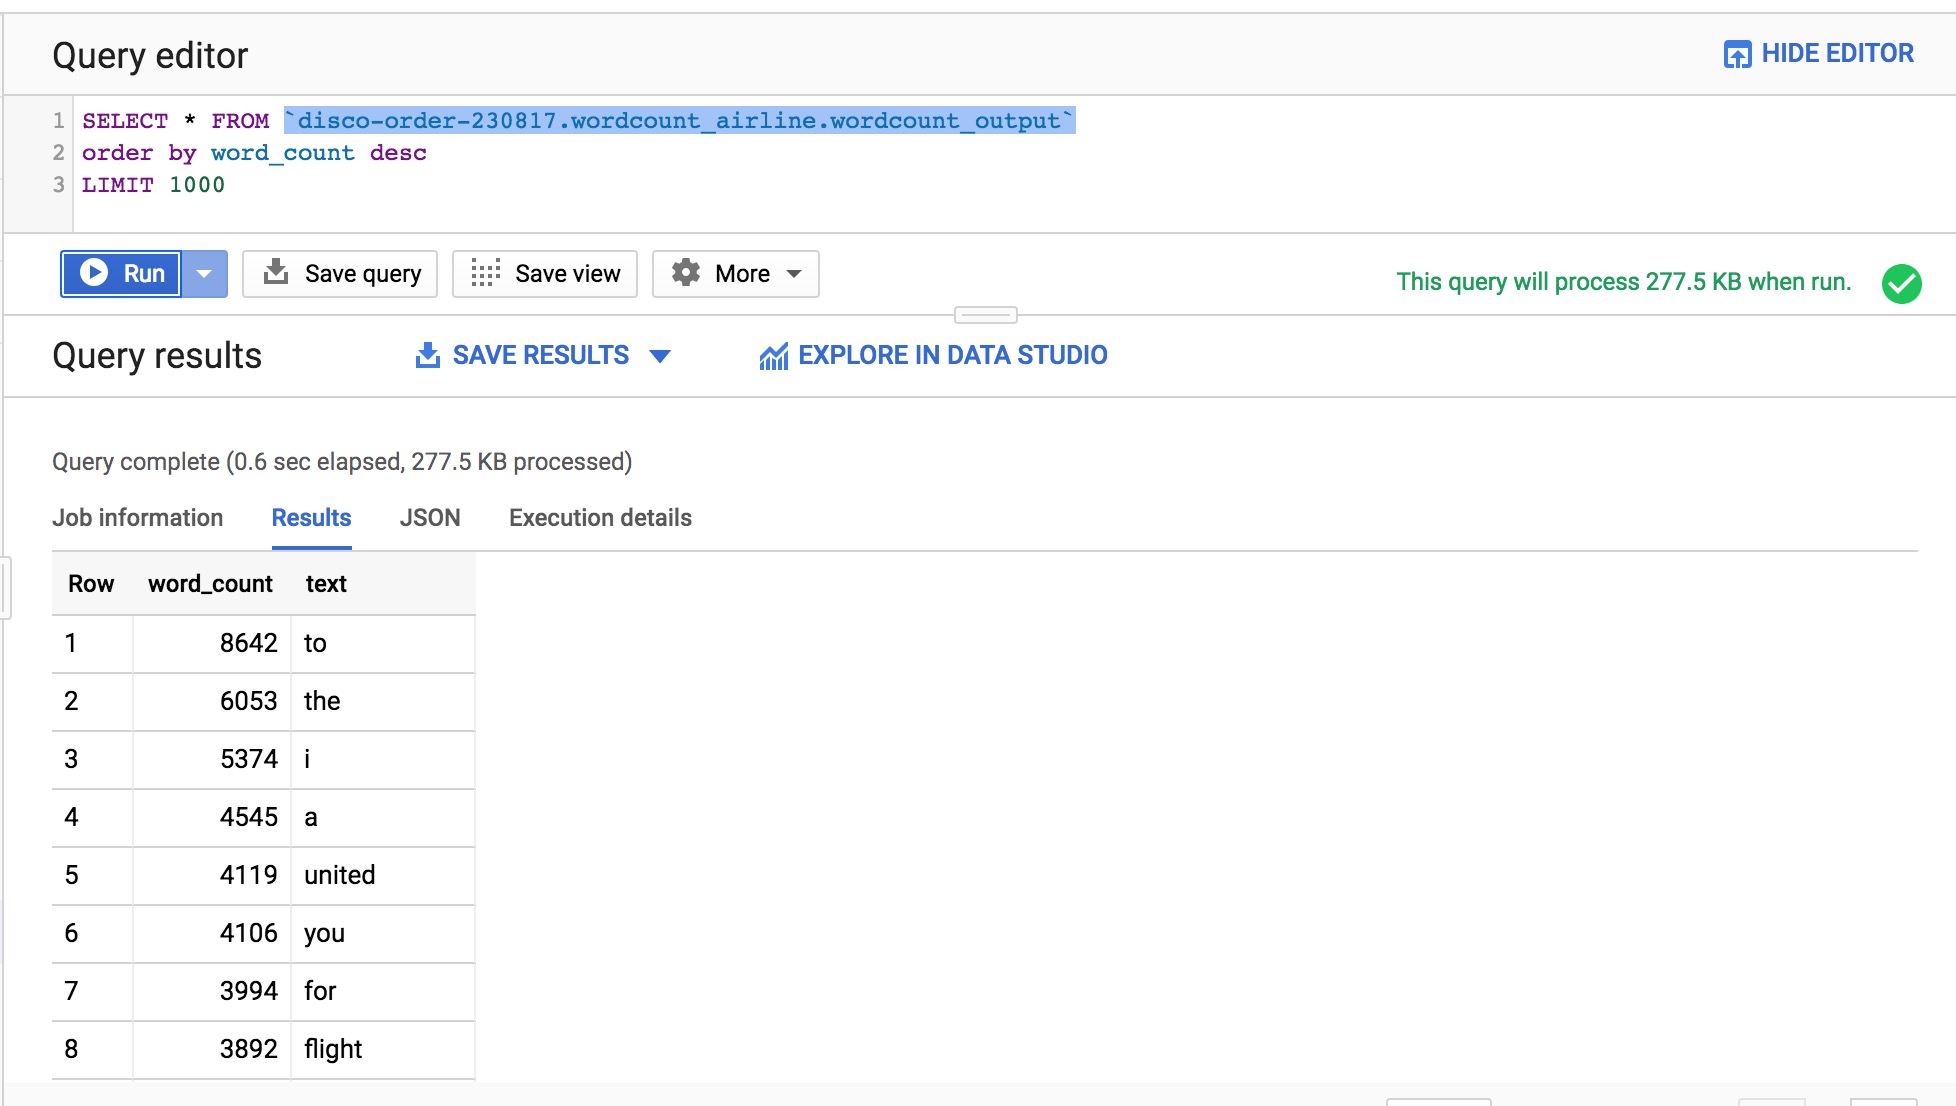 Query editor
HIDE EDITOR
1 SELECT * FROM `disco-order-230817.wordcount_airline.wordcount_output`
2 order by word_count desc
3 LIMIT 1000
Run Save query Save view More
This query will process 277.5 KB when run.
Query results SAVE RESULTS EXPLORE IN DATA STUDIO
Query complete (0.6 sec elapsed, 277.5 KB processed)
Job information Results JSON Execution details
Row word_count text
1 8642 to
2 6053 the
3 5374 i
4 4545 a
5 4119 united
6 4106 you
7 3994 for
8 3892 flight